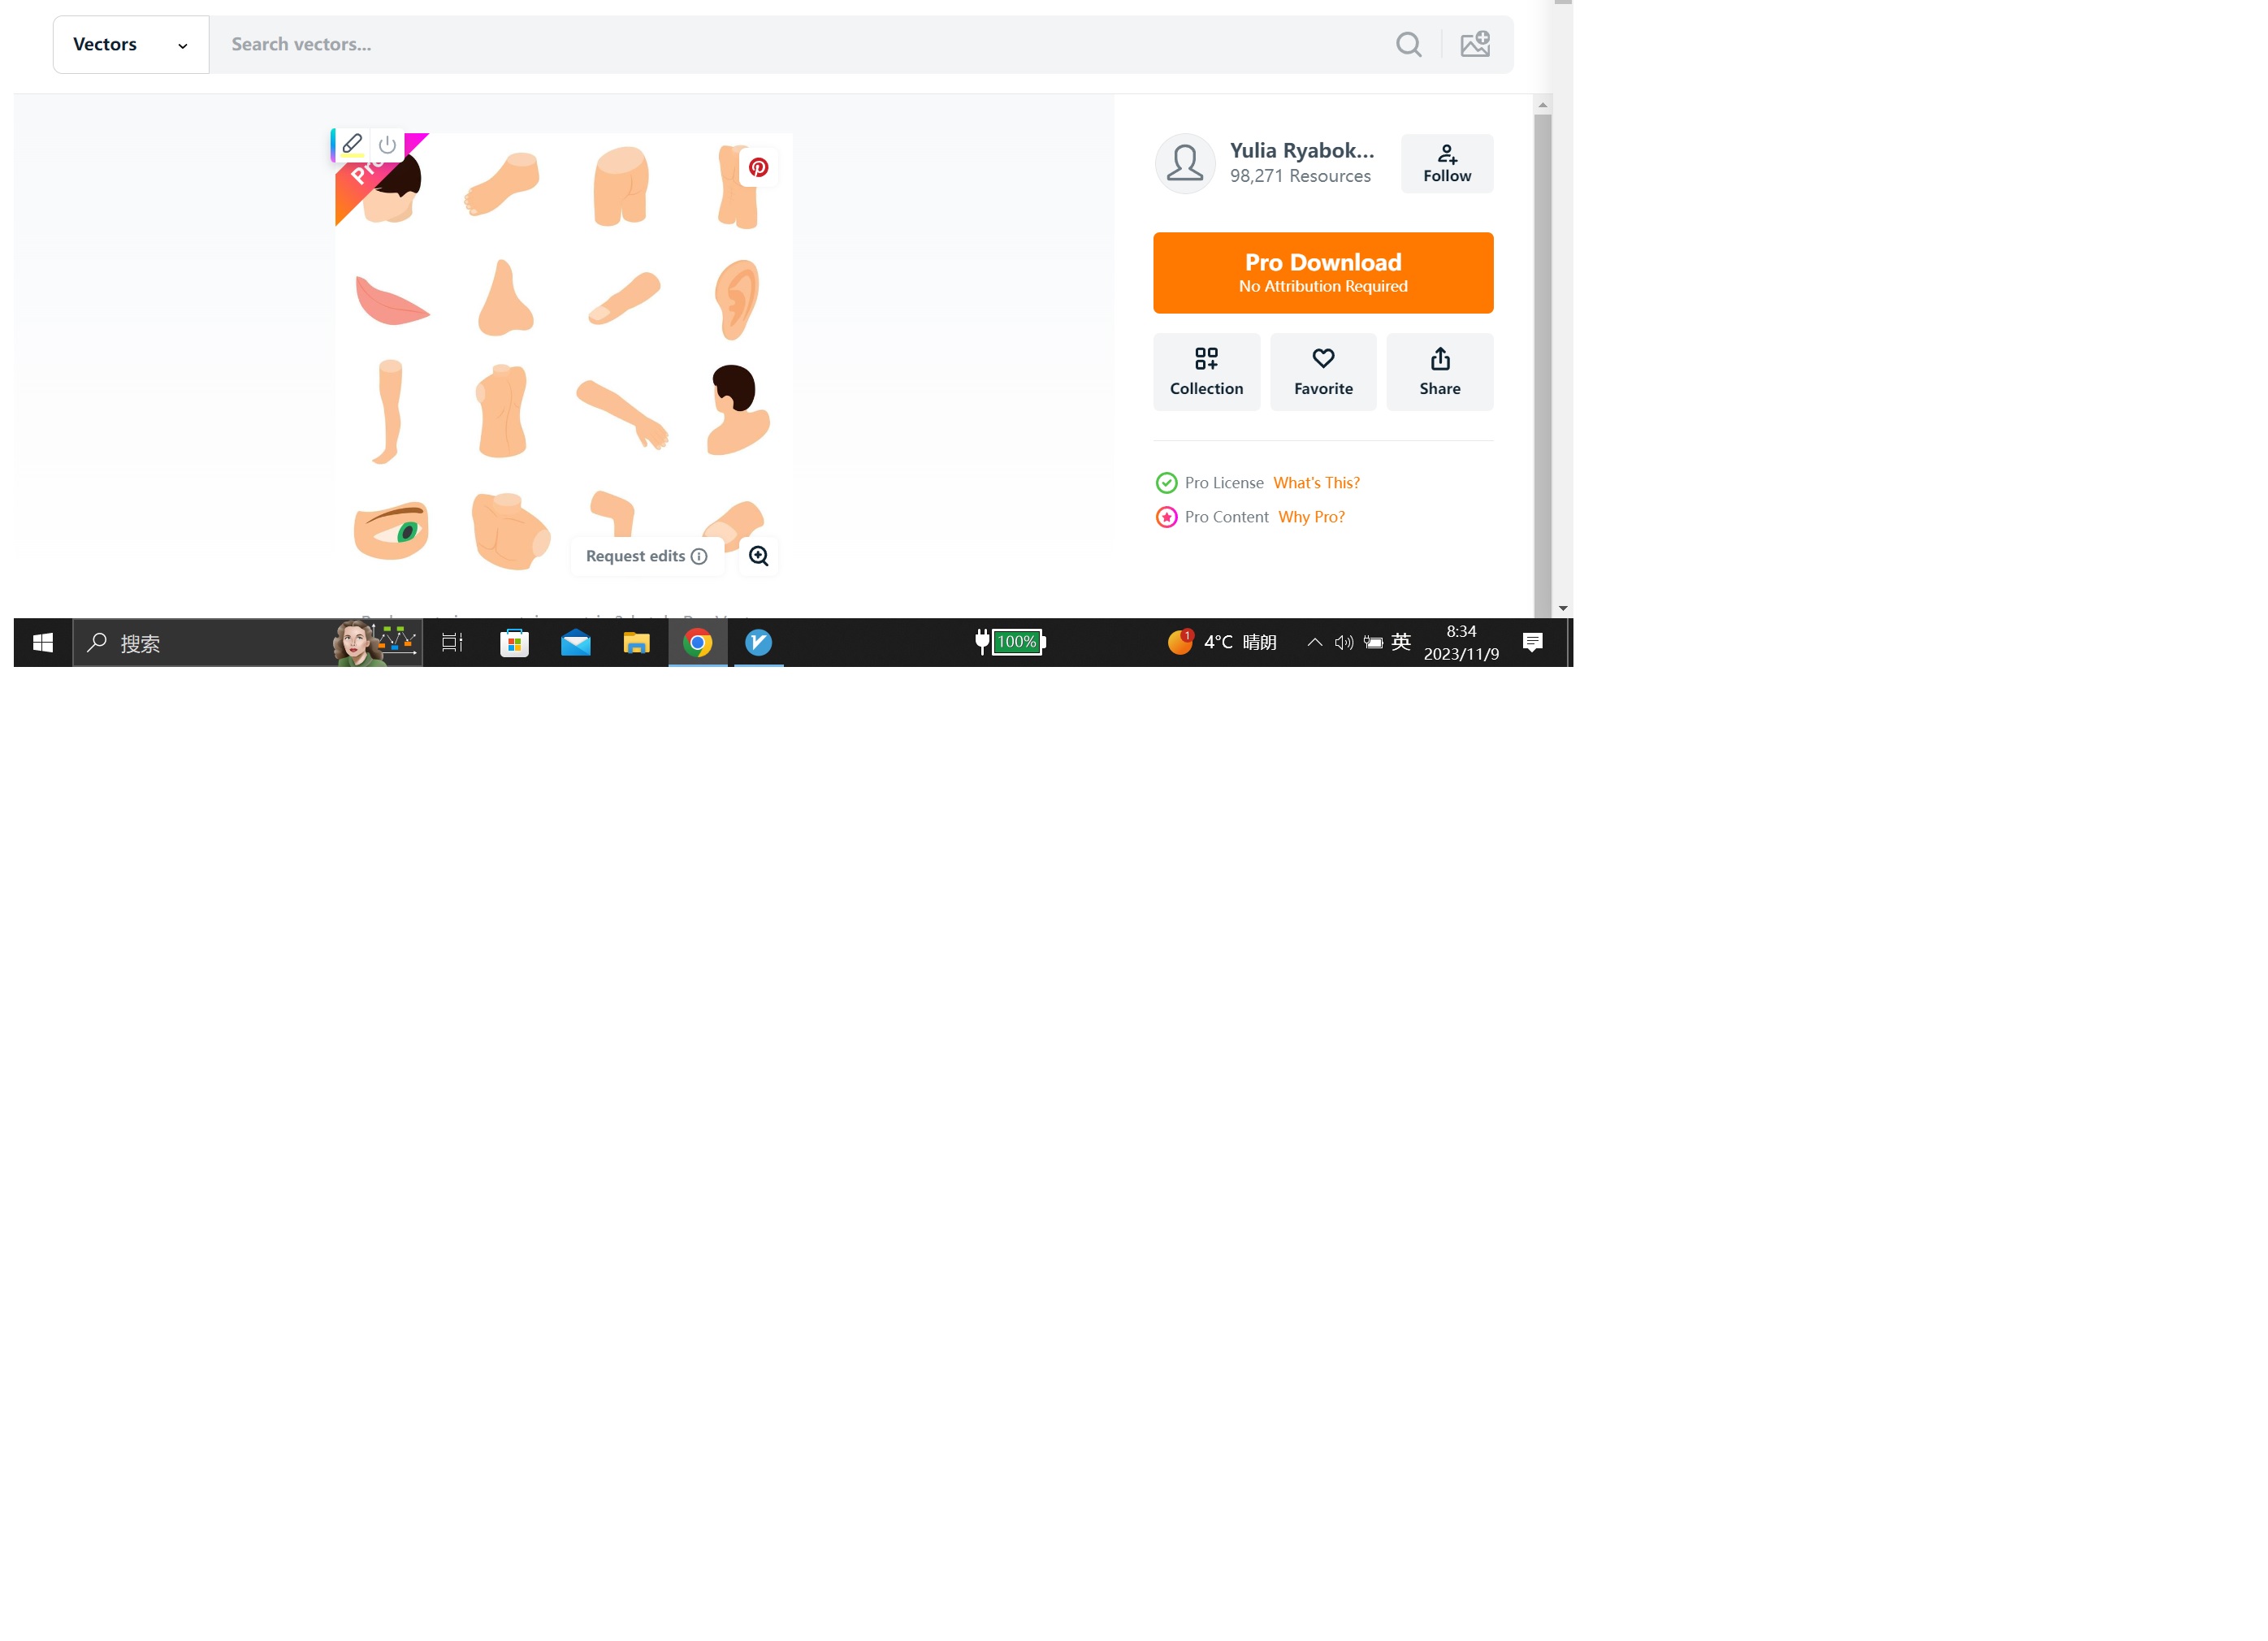 Vectors
Search vectors...
Pro
Yulia Ryabok...
98,271 Resources
Follow
Pro Download
No Attribution Required
Collection
Favorite
Share
Pro License What's This?
Pro Content Why Pro?
Request edits
搜索
100%
1
4°C 晴朗
英
8:34
2023/11/9